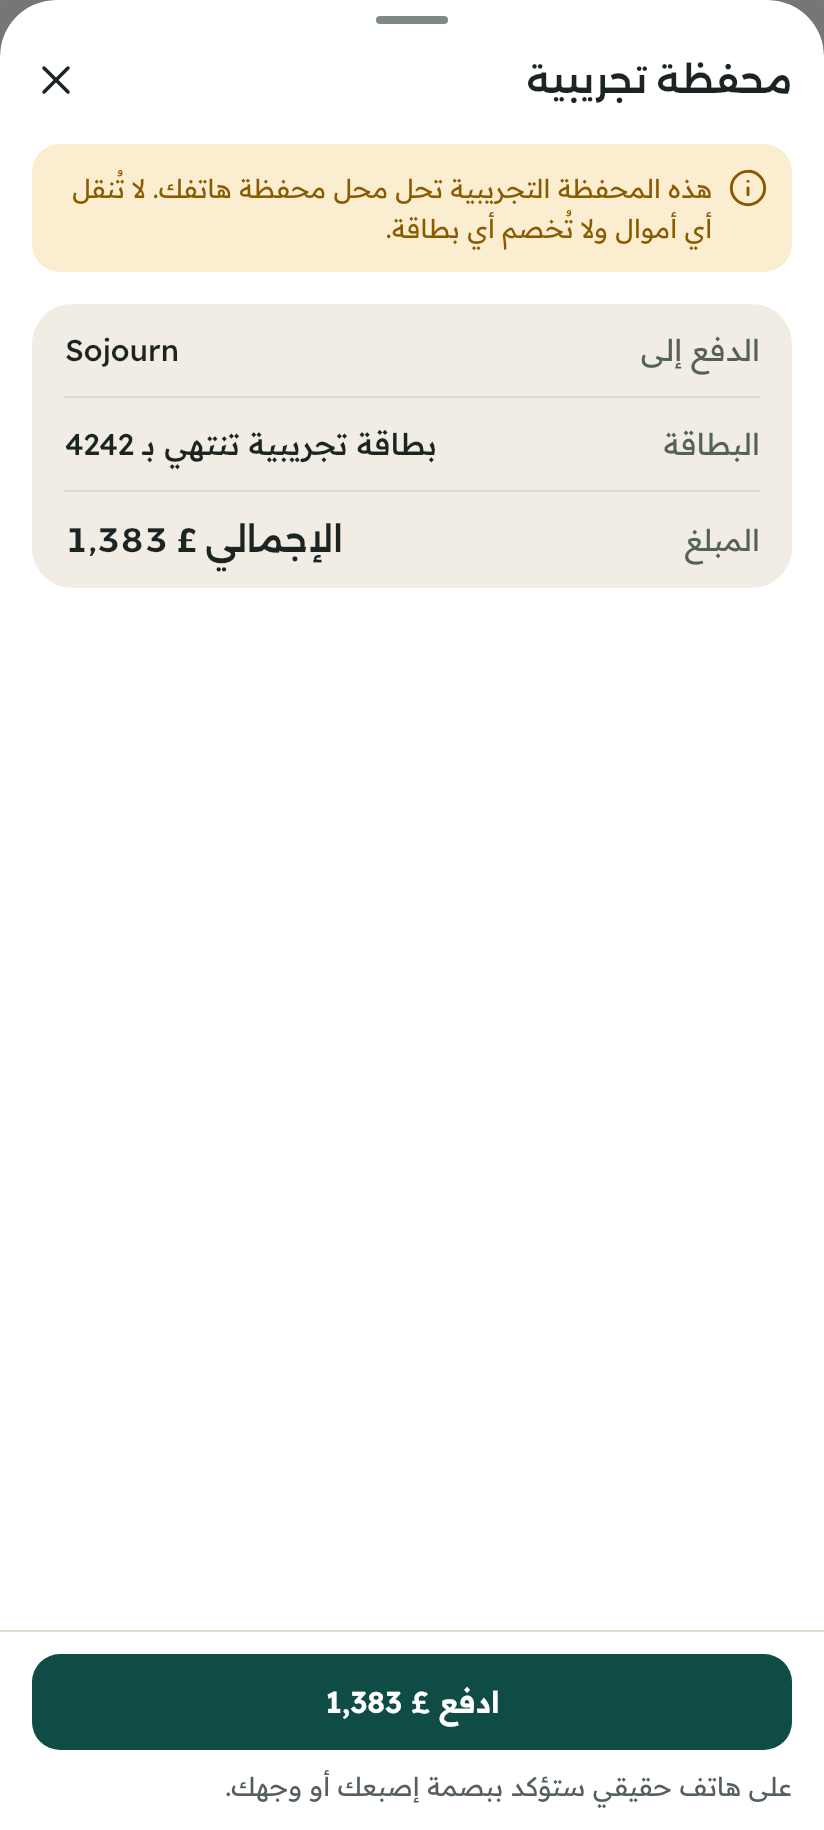 محفظة تجريبية
هذه المحفظة التجريبية تحل محل محفظة هاتفك. لا تُنقل
أي أموال ولا تُخصم أي بطاقة.
الدفع إلى Sojourn
البطاقة بطاقة تجريبية تنتهي بـ 4242
المبلغ الإجمالي £ 1,383
ادفع £ 1,383
على هاتف حقيقي ستؤكد ببصمة إصبعك أو وجهك.